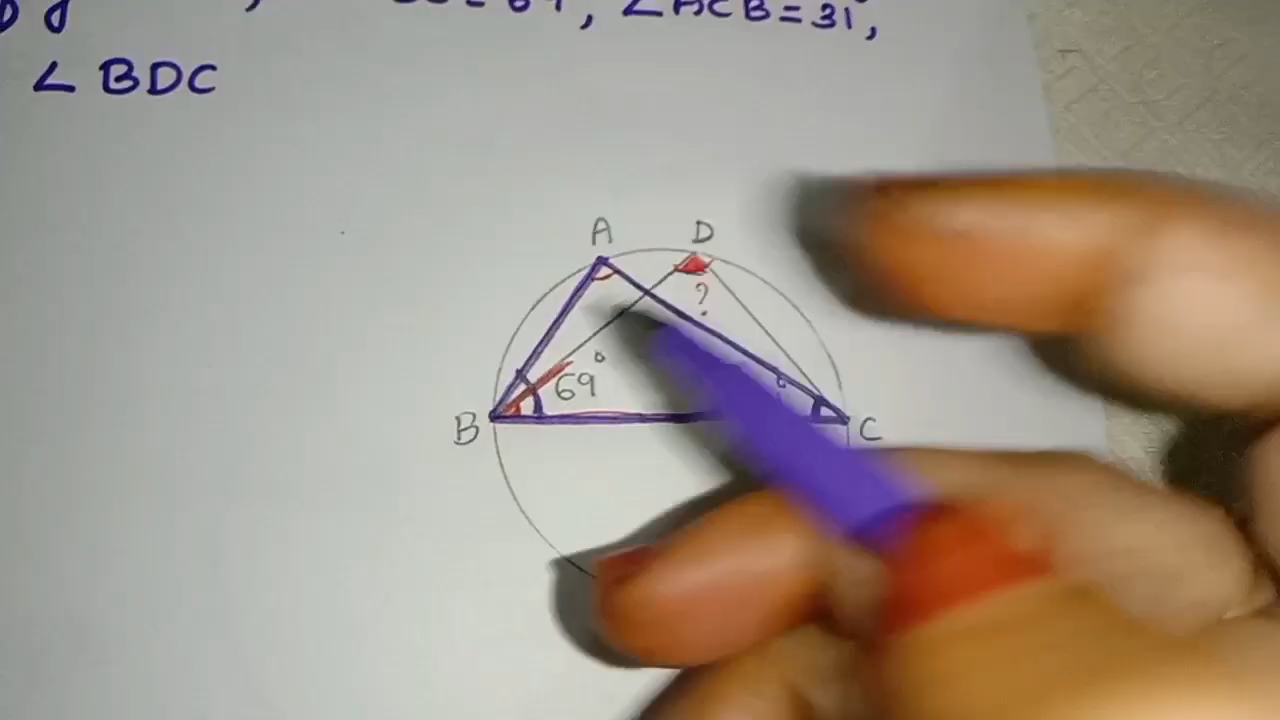 ∠ACB = 31°,
∠ BDC
A D
?
69°
B C